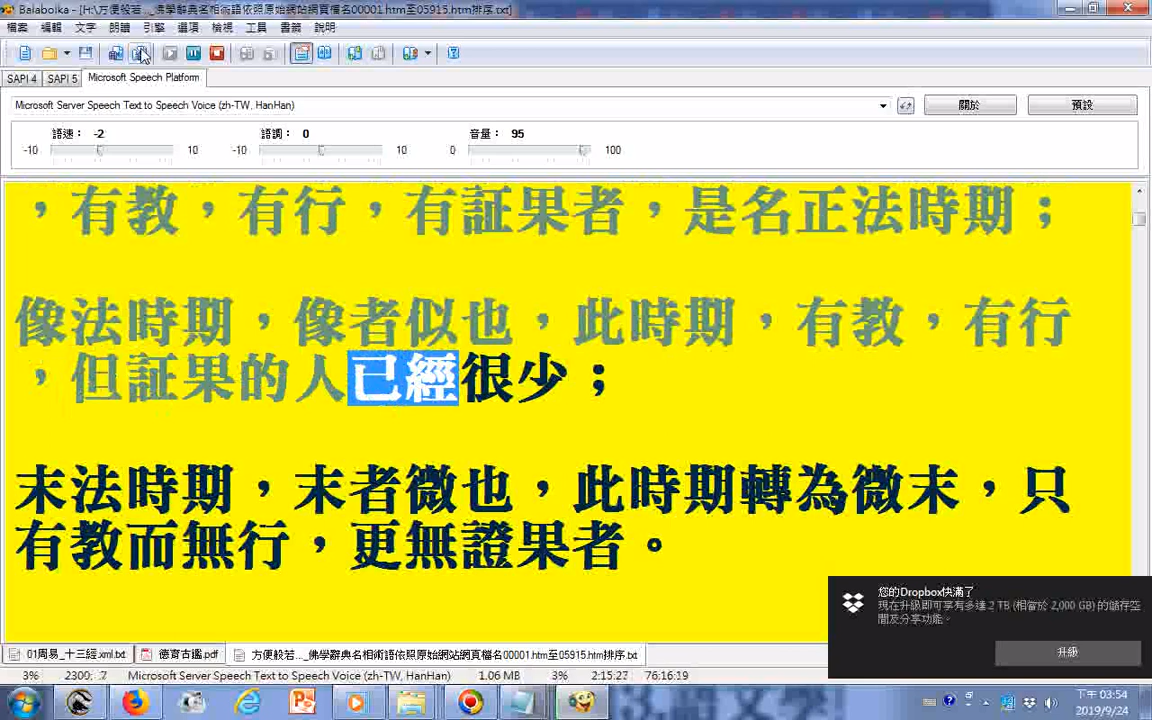 Balabolka - [H:\方便般若..._佛學辭典名相術語依照原始網站網頁檔名00001.htm至05915.htm排序.txt]
檔案 編輯 文字 朗讀 引擎 選項 檢視 工具 書籤 說明
SAPI 4 SAPI 5 Microsoft Speech Platform
Microsoft Server Speech Text to Speech Voice (zh-TW, HanHan) 關於 預設
語速： -2 語調： 0 音量： 95
-10 10 -10 10 0 100
，有教，有行，有証果者，是名正法時期；
像法時期，像者似也，此時期，有教，有行
，但証果的人已經很少；
末法時期，末者微也，此時期轉為微末，只
有教而無行，更無證果者。
您的Dropbox快滿了
現在升級即可享有多達 2 TB (相當於 2,000 GB) 的儲存空
間及分享功能。
升級
01周易_十三經.xml.txt 德育古鑑.pdf 方便般若..._佛學辭典名相術語依照原始網站網頁檔名00001.htm至05915.htm排序.txt
3% 2300: 7 Microsoft Server Speech Text to Speech Voice (zh-TW, HanHan) 1.06 MB 3% 2:15:27 76:16:19
下午 03:54
2019/9/24